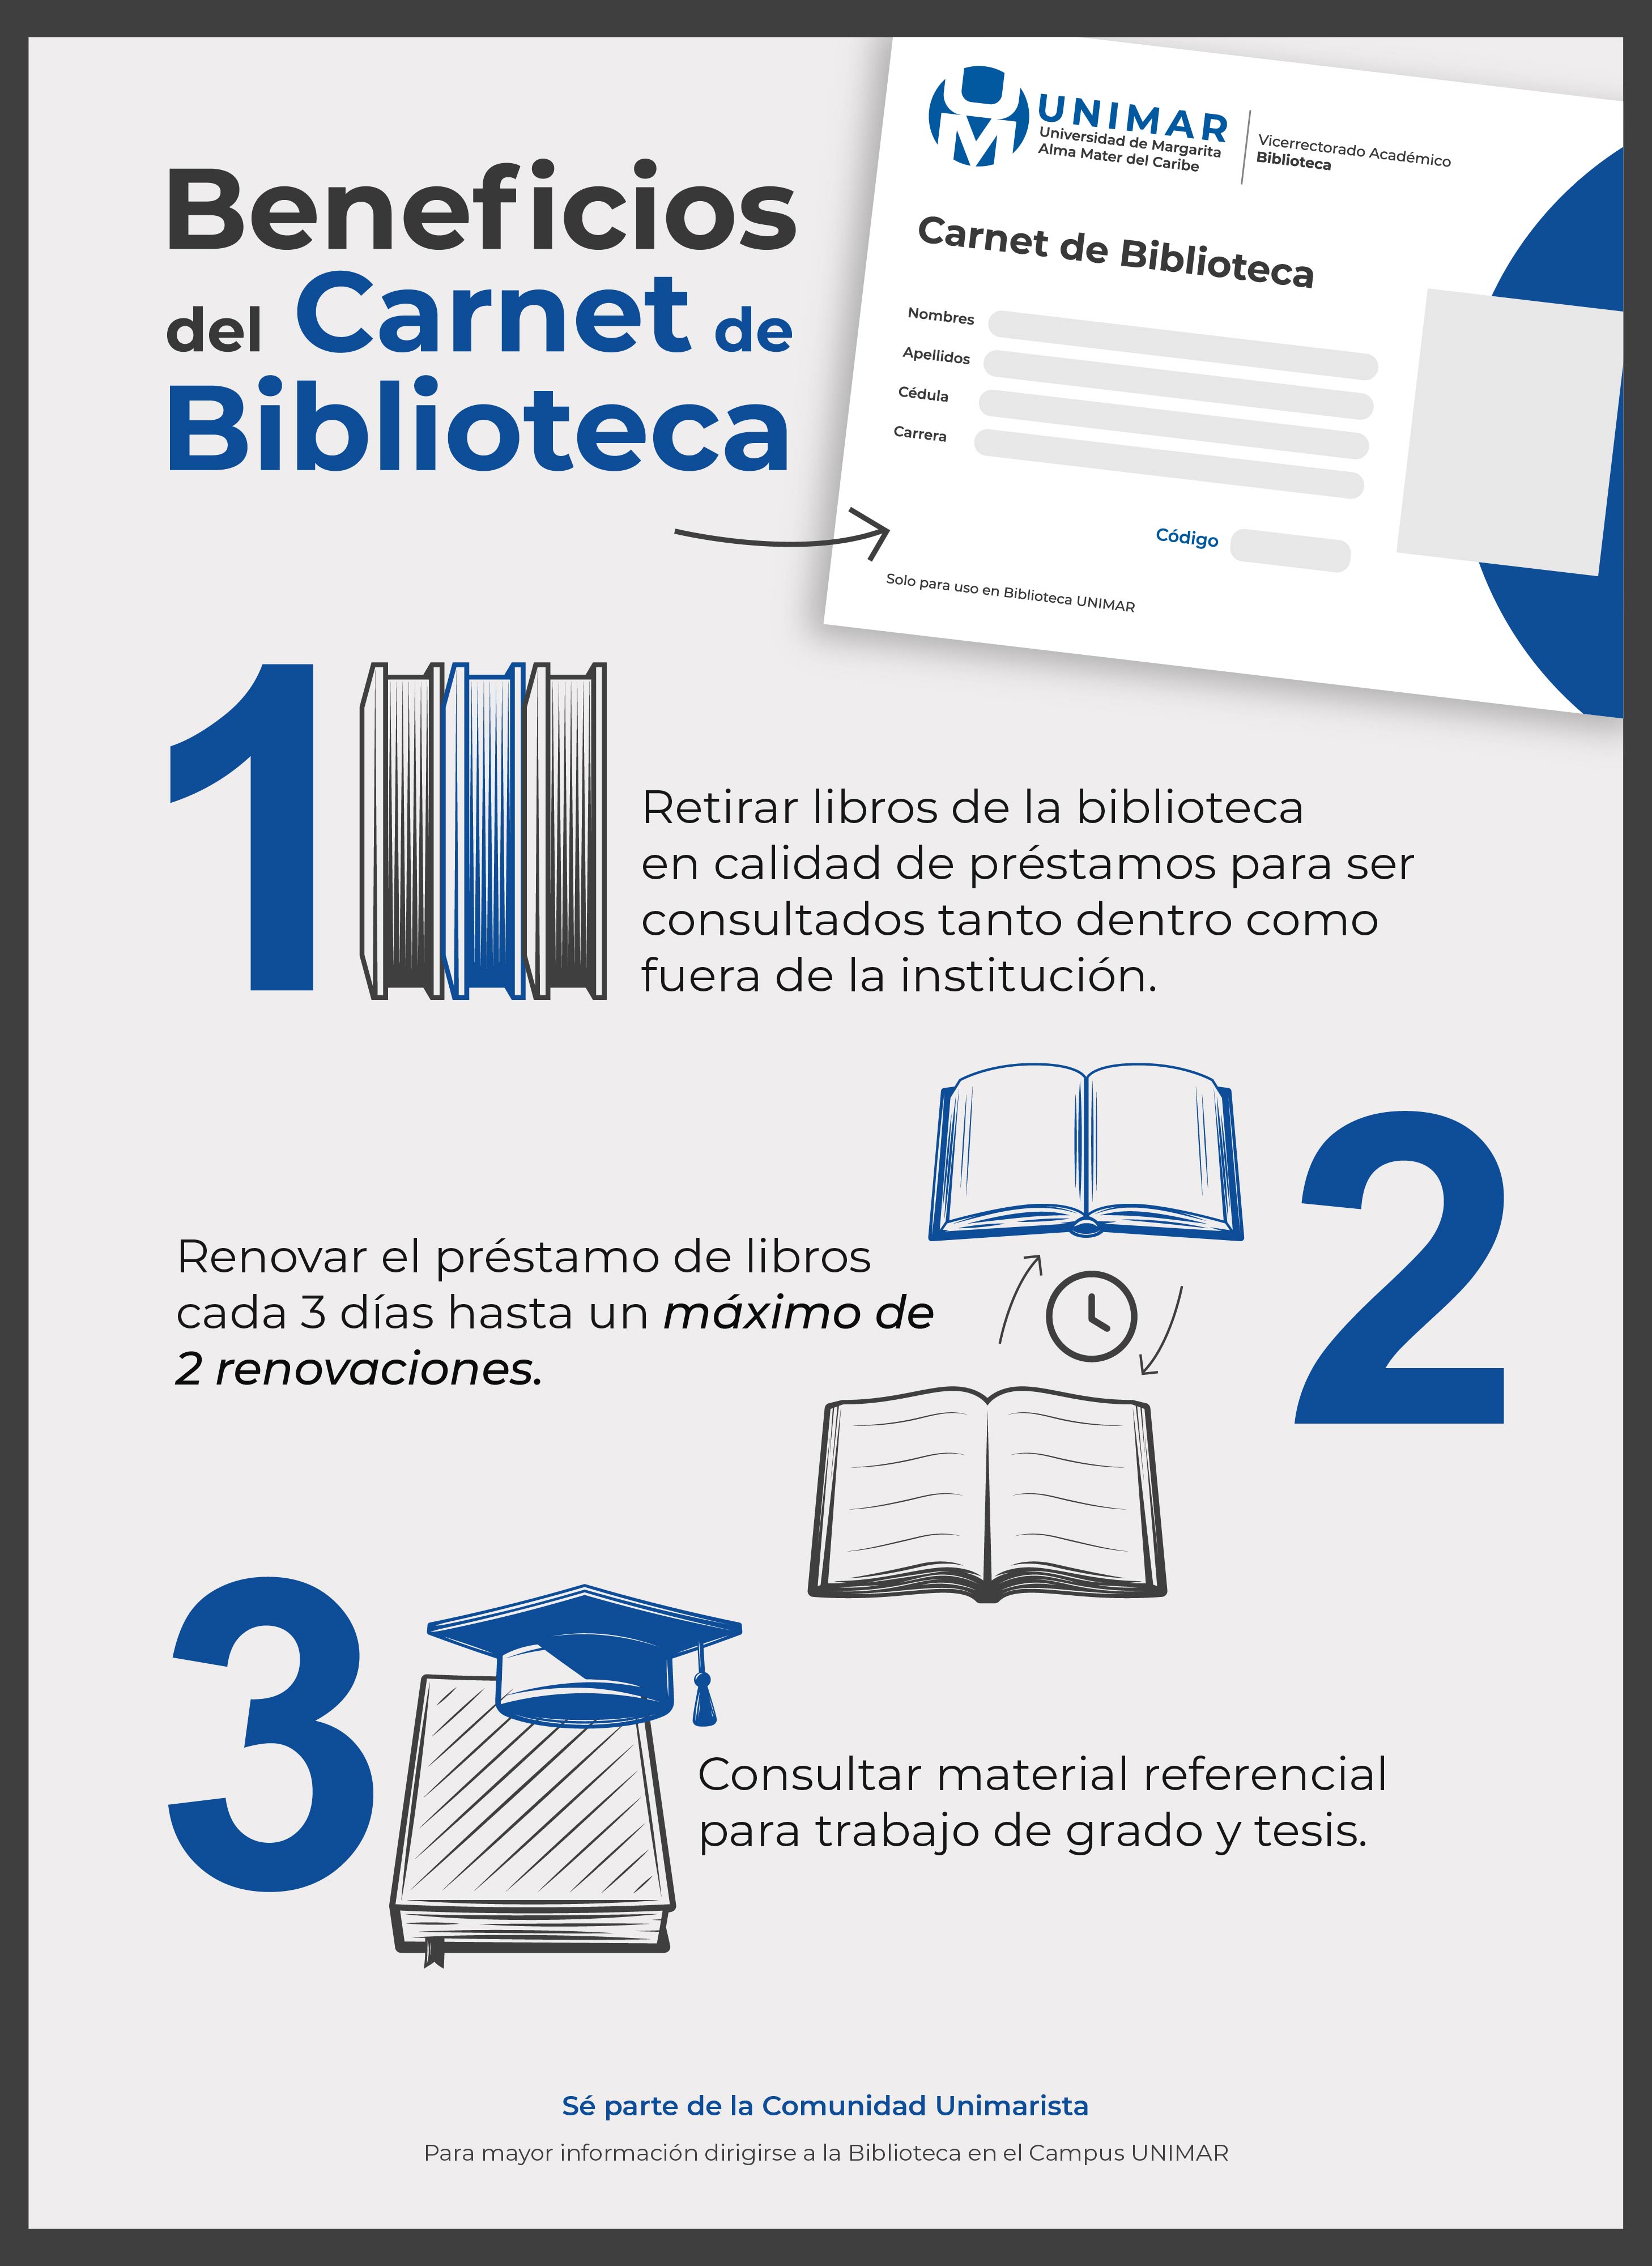 Beneficios
del Carnet de
Biblioteca
UNIMAR
Universidad de Margarita
Alma Mater del Caribe
Vicerrectorado Académico
Biblioteca
Carnet de Biblioteca
Nombres
Apellidos
Cédula
Carrera
Código
Solo para uso en Biblioteca UNIMAR
1
Retirar libros de la biblioteca
en calidad de préstamos para ser
consultados tanto dentro como
fuera de la institución.
2
Renovar el préstamo de libros
cada 3 días hasta un máximo de
2 renovaciones.
3
Consultar material referencial
para trabajo de grado y tesis.
Sé parte de la Comunidad Unimarista
Para mayor información dirigirse a la Biblioteca en el Campus UNIMAR